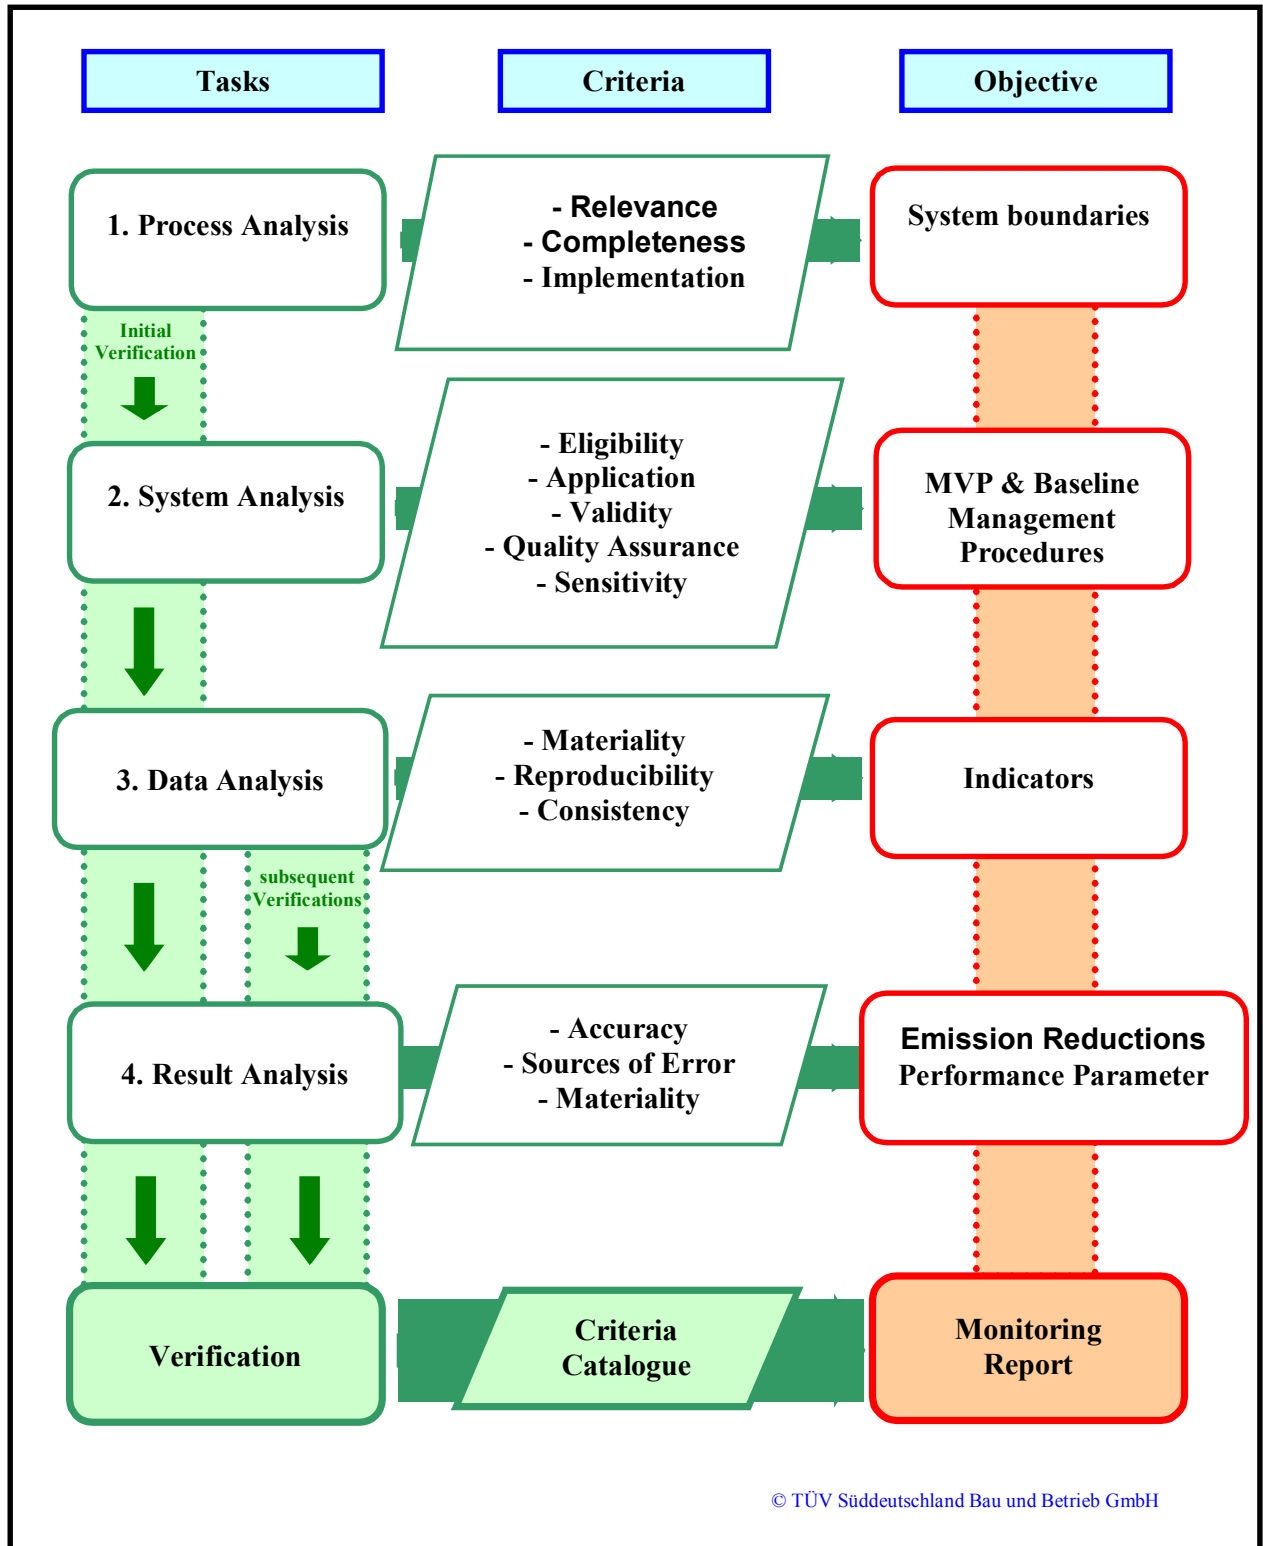 Tasks
Criteria
Objective
1. Process Analysis
- Relevance
- Completeness
- Implementation
System boundaries
Initial
Verification
2. System Analysis
- Eligibility
- Application
- Validity
- Quality Assurance
- Sensitivity
MVP & Baseline
Management
Procedures
3. Data Analysis
- Materiality
- Reproducibility
- Consistency
Indicators
subsequent
Verifications
4. Result Analysis
- Accuracy
- Sources of Error
- Materiality
Emission Reductions
Performance Parameter
Verification
Criteria
Catalogue
Monitoring
Report
© TÜV Süddeutschland Bau und Betrieb GmbH